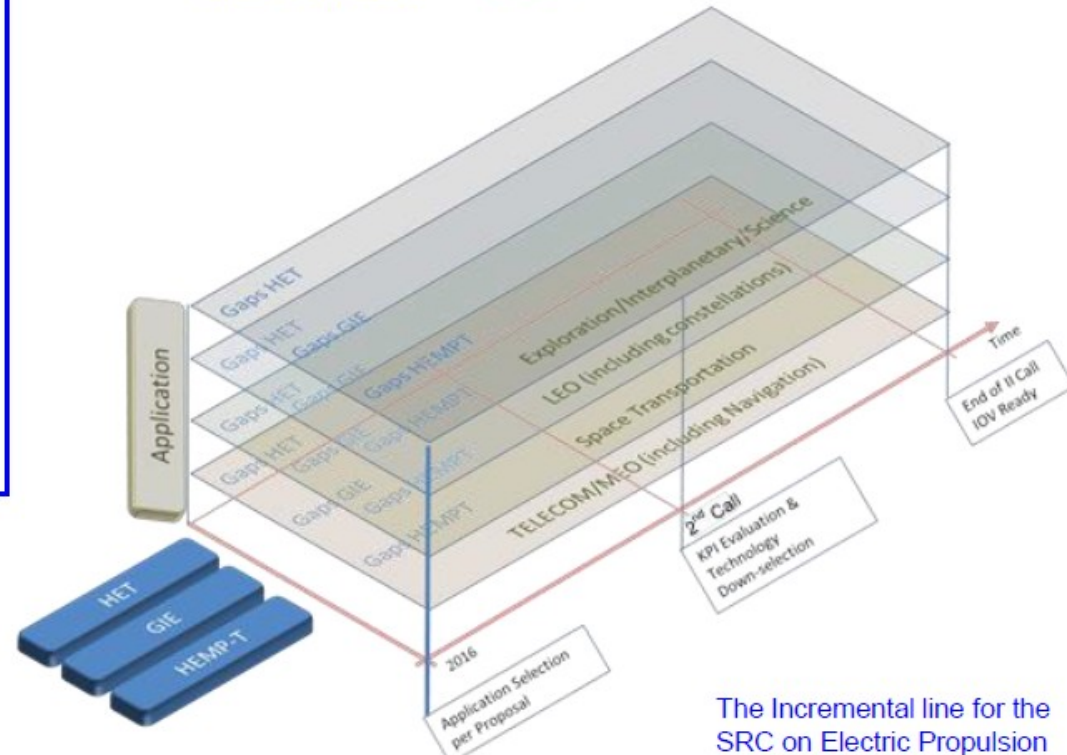 Application
Gaps HET
Gaps HET
Gaps GIE
Gaps HET
Gaps GIE
Gaps HEMPT
Gaps HET
Gaps GIE
Gaps HEMPT
Gaps GIE
Gaps HEMPT
Gaps HEMPT
Exploration/Interplanetary/Science
LEO (including constellations)
Space Transportation
TELECOM/MEO (including Navigation)
HET
GIE
HEMP-T
Time
End of II Call
IOV Ready
2nd Call
KPI Evaluation &
Technology
Down-selection
2016
Application Selection
per Proposal
The Incremental line for the
SRC on Electric Propulsion